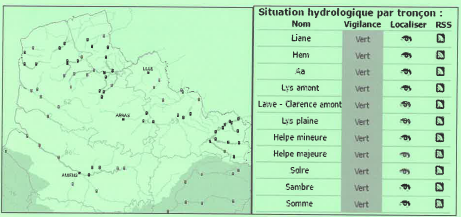 Situation hydrologique par tronçon :
Nom Vigilance Localiser RSS
Liane Vert
Hem Vert
Aa Vert
Lys amont Vert
Lawe - Clarence amont Vert
Lys plaine Vert
Helpe mineure Vert
Helpe majeure Vert
Solre Vert
Sambre Vert
Somme Vert
LILLE
ARRAS
AMIENS